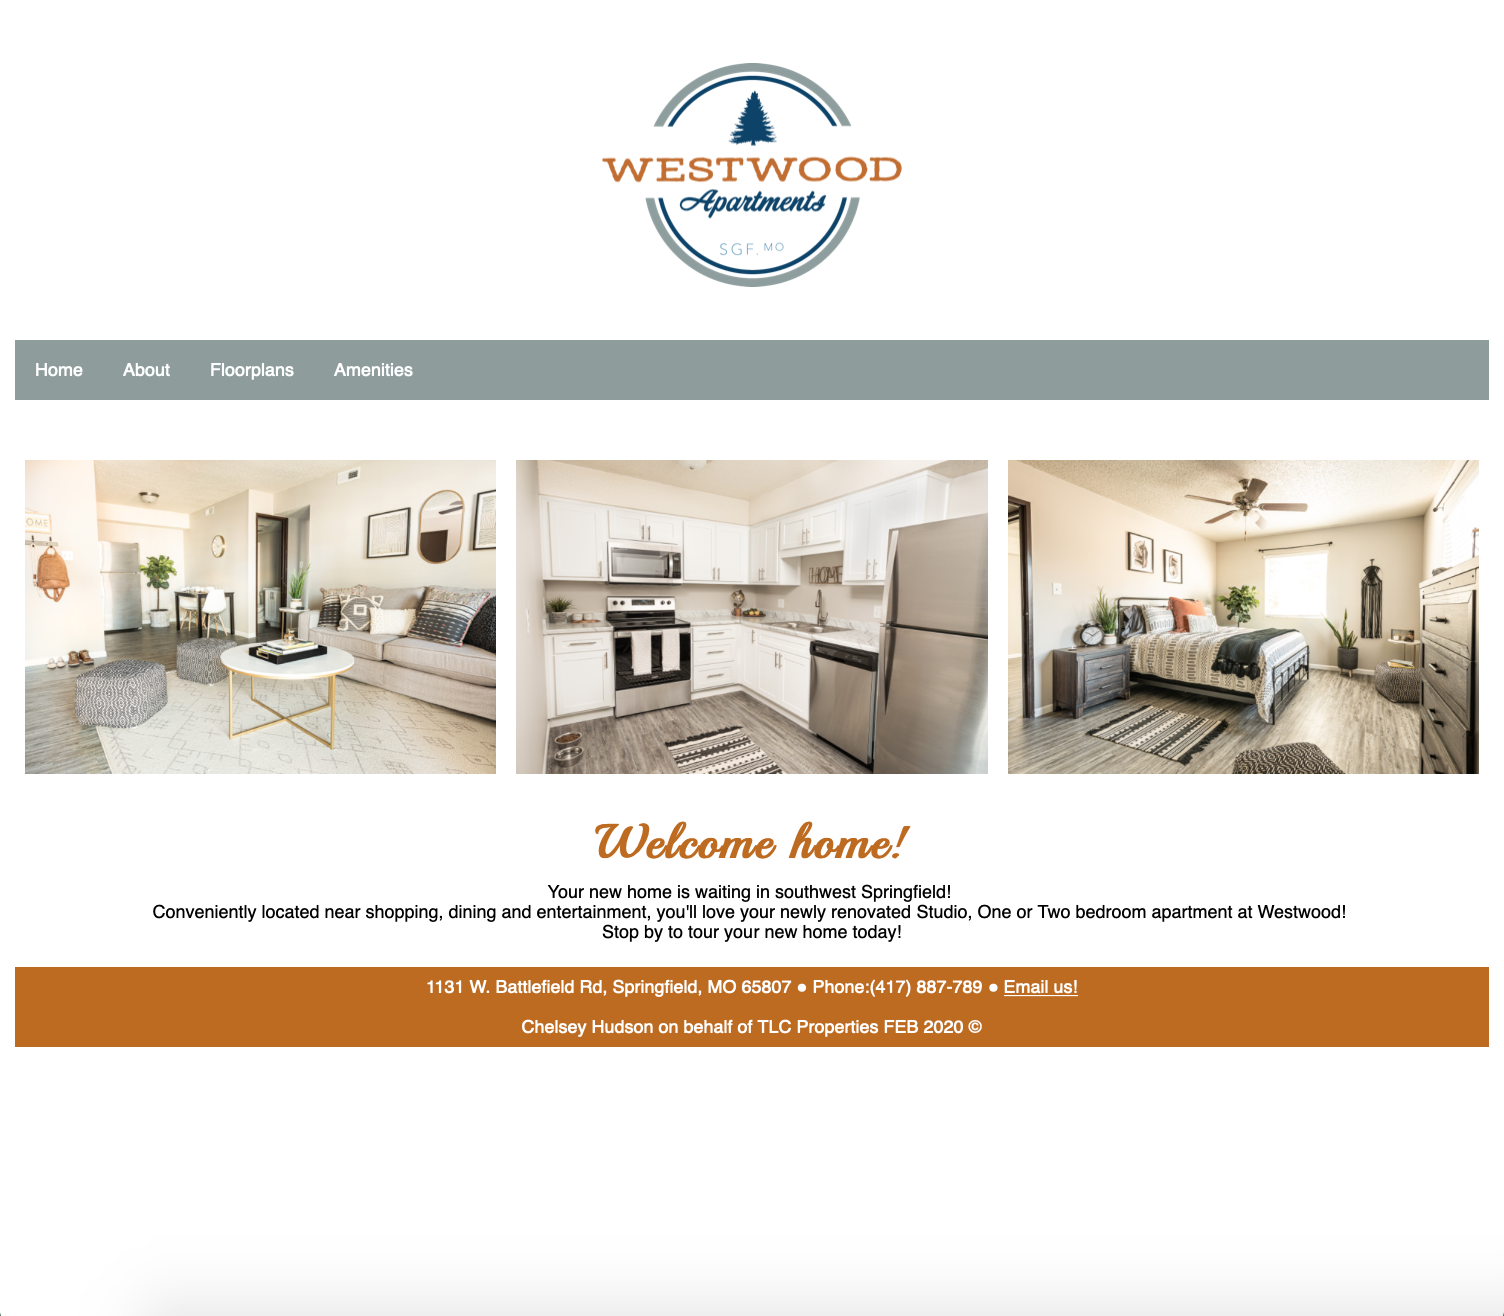 WESTWOOD
Apartments
SGF. MO
Home About Floorplans Amenities
HOME
Welcome home!
Your new home is waiting in southwest Springfield!
Conveniently located near shopping, dining and entertainment, you'll love your newly renovated Studio, One or Two bedroom apartment at Westwood!
Stop by to tour your new home today!
1131 W. Battlefield Rd, Springfield, MO 65807 ● Phone:(417) 887-789 ● Email us!
Chelsey Hudson on behalf of TLC Properties FEB 2020 ©